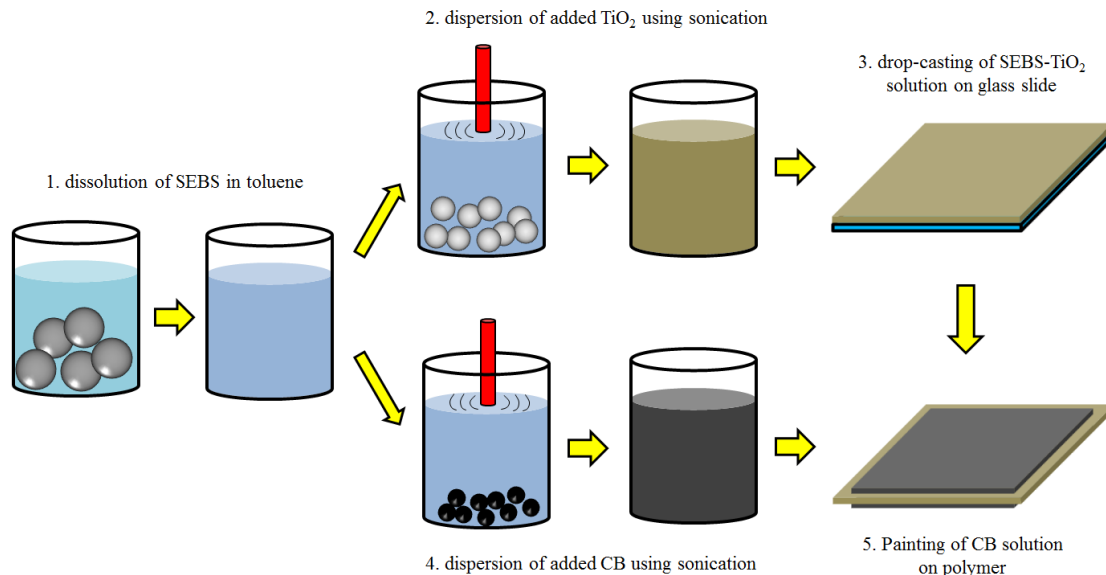 1. dissolution of SEBS in toluene
2. dispersion of added TiO₂ using sonication
3. drop-casting of SEBS-TiO₂
solution on glass slide
4. dispersion of added CB using sonication
5. Painting of CB solution
on polymer